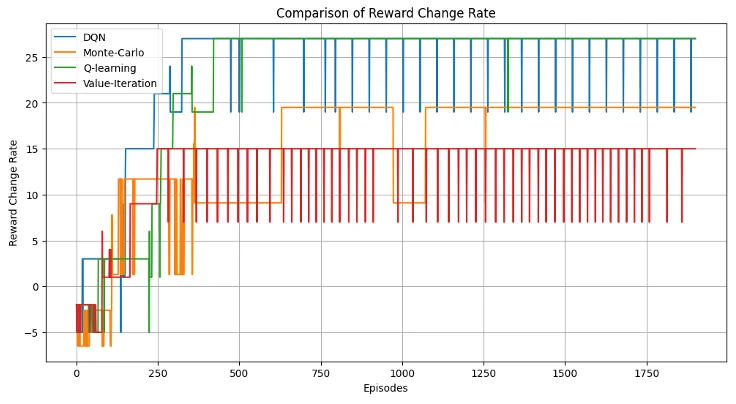 Comparison of Reward Change Rate
DQN
Monte-Carlo
Q-learning
Value-Iteration
Reward Change Rate
25
20
15
10
5
0
−5
0
250
500
750
1000
1250
1500
1750
Episodes